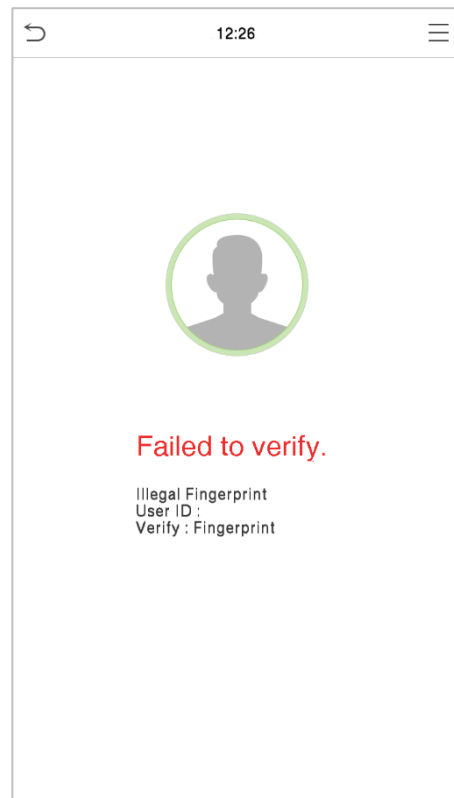 12:26
Failed to verify.
Illegal Fingerprint
User ID :
Verify : Fingerprint